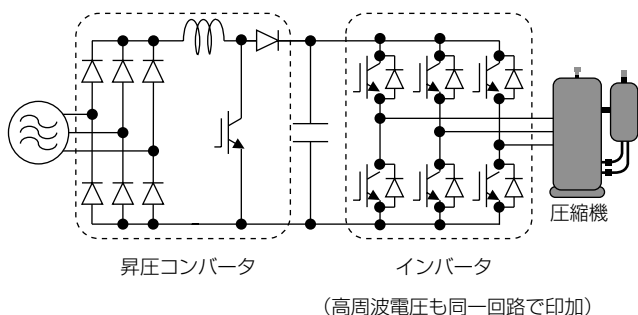 圧縮機
昇圧コンバータ
インバータ
（高周波電圧も同一回路で印加）